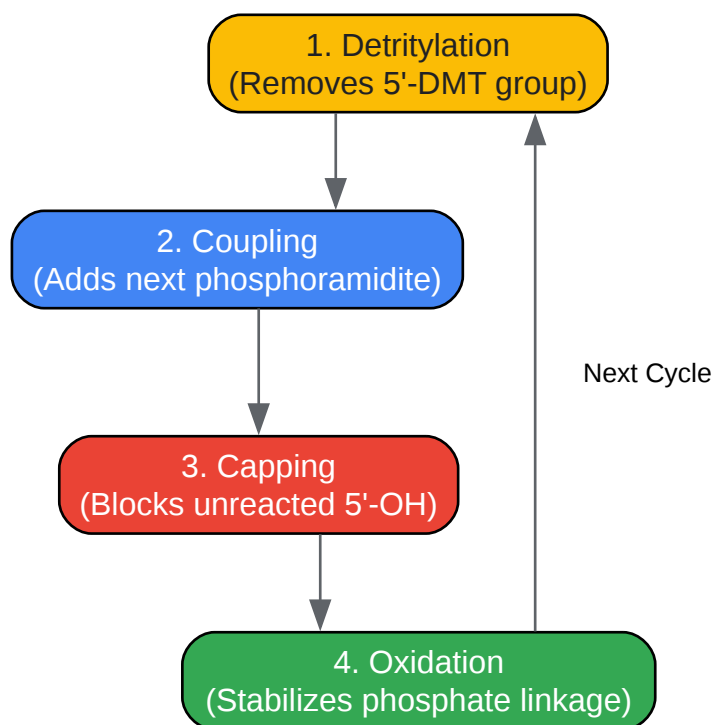 1. Detritylation
(Removes 5'-DMT group)
2. Coupling
(Adds next phosphoramidite)
Next Cycle
3. Capping
(Blocks unreacted 5'-OH)
4. Oxidation
(Stabilizes phosphate linkage)